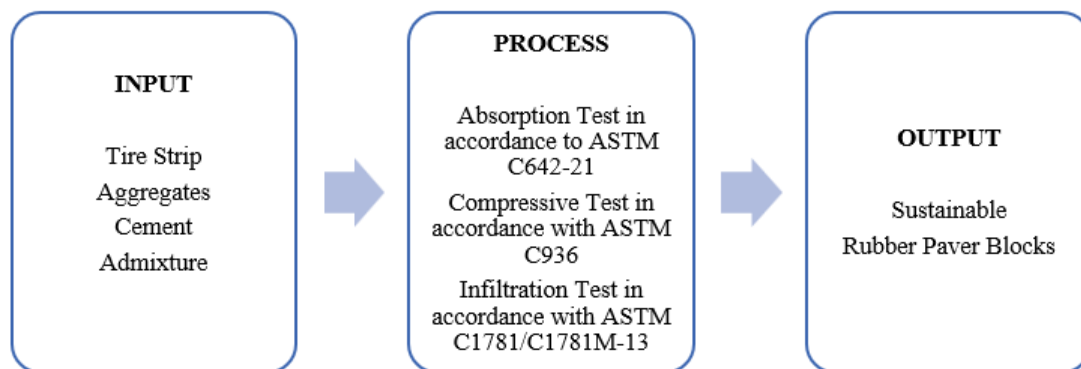 INPUT
Tire Strip
Aggregates
Cement
Admixture
PROCESS
Absorption Test in
accordance to ASTM
C642-21
Compressive Test in
accordance with ASTM
C936
Infiltration Test in
accordance with ASTM
C1781/C1781M-13
OUTPUT
Sustainable
Rubber Paver Blocks